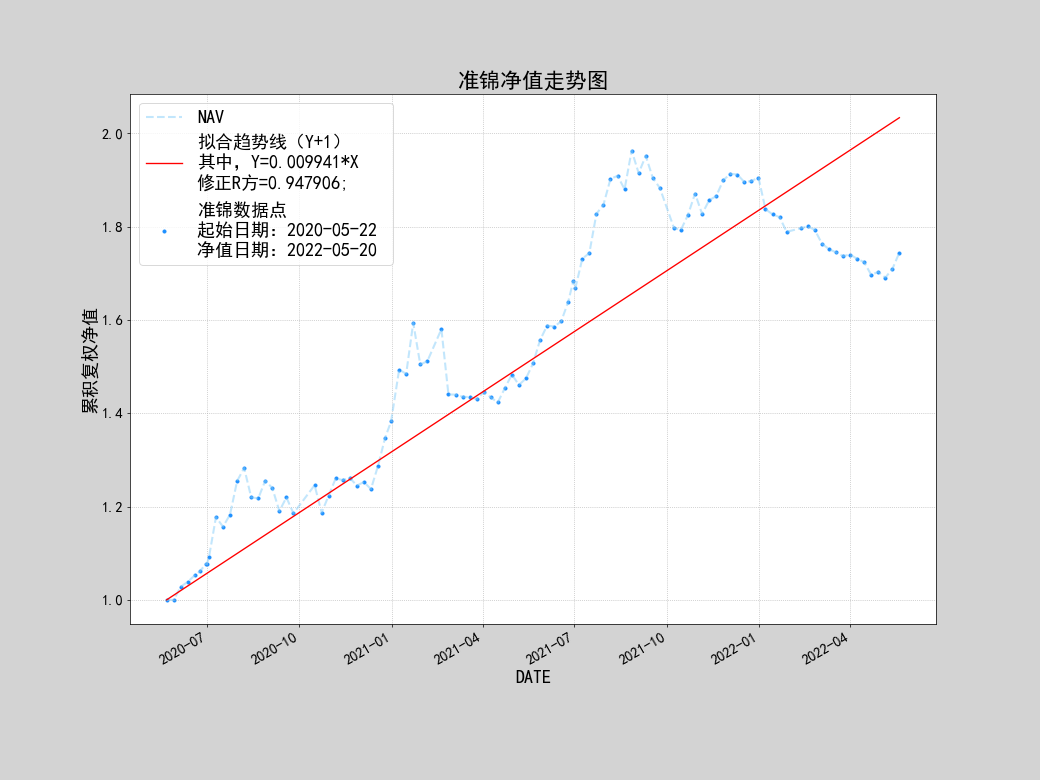 准锦净值走势图
NAV
拟合趋势线（Y+1）
其中，Y=0.009941*X
修正R方=0.947906;
准锦数据点
起始日期：2020-05-22
净值日期：2022-05-20
累积复权净值
2.0
1.8
1.6
1.4
1.2
1.0
2020-07
2020-10
2021-01
2021-04
2021-07
2021-10
2022-01
2022-04
DATE